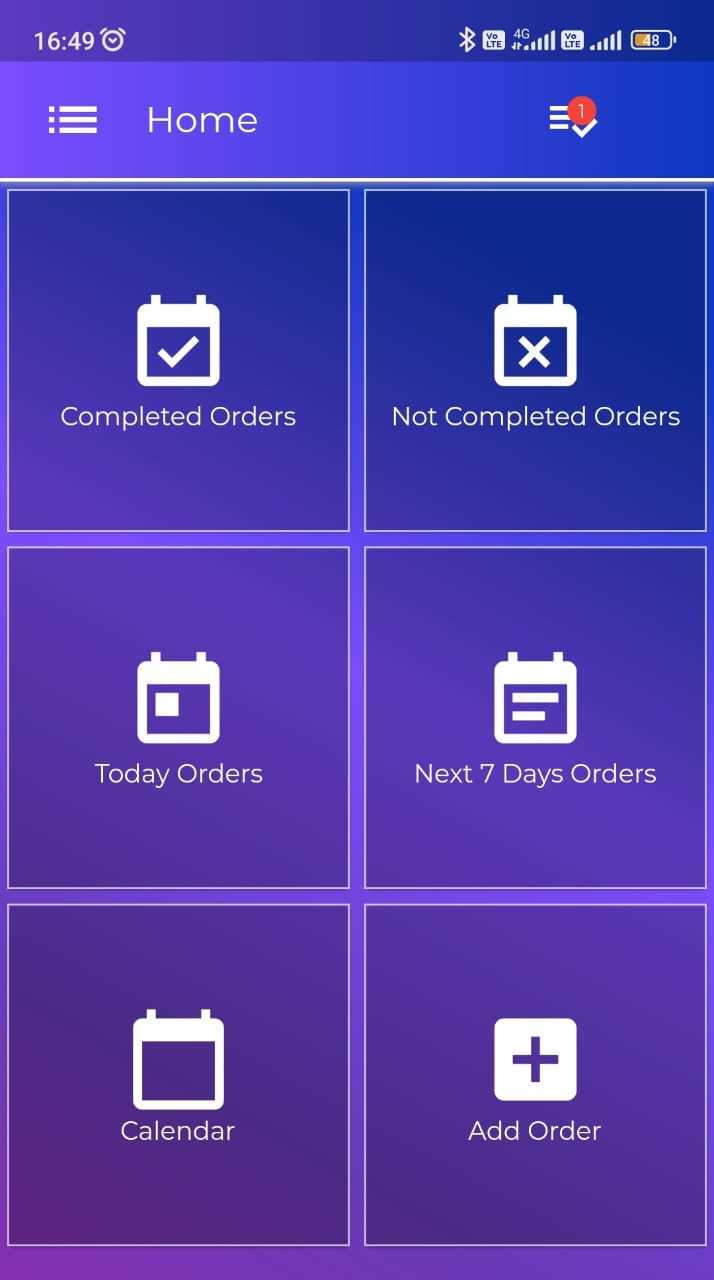 16:49
Vo LTE 4G Vo LTE 48
Home
1
Completed Orders
Not Completed Orders
Today Orders
Next 7 Days Orders
Calendar
Add Order